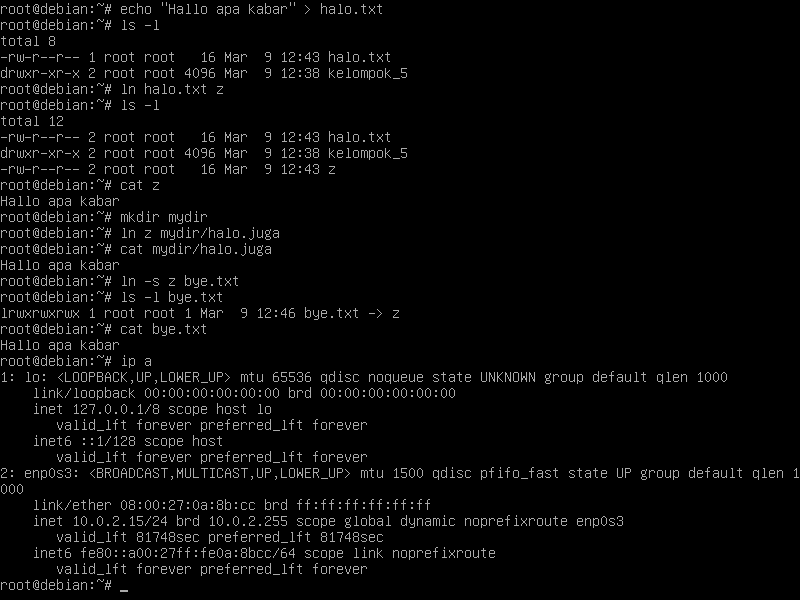 root@debian:~# echo "Hallo apa kabar" > halo.txt
root@debian:~# ls -l
total 8
-rw-r--r-- 1 root root   16 Mar  9 12:43 halo.txt
drwxr-xr-x 2 root root 4096 Mar  9 12:38 kelompok_5
root@debian:~# ln halo.txt z
root@debian:~# ls -l
total 12
-rw-r--r-- 2 root root   16 Mar  9 12:43 halo.txt
drwxr-xr-x 2 root root 4096 Mar  9 12:38 kelompok_5
-rw-r--r-- 2 root root   16 Mar  9 12:43 z
root@debian:~# cat z
Hallo apa kabar
root@debian:~# mkdir mydir
root@debian:~# ln z mydir/halo.juga
root@debian:~# cat mydir/halo.juga
Hallo apa kabar
root@debian:~# ln -s z bye.txt
root@debian:~# ls -l bye.txt
lrwxrwxrwx 1 root root 1 Mar  9 12:46 bye.txt -> z
root@debian:~# cat bye.txt
Hallo apa kabar
root@debian:~# ip a
1: lo: <LOOPBACK,UP,LOWER_UP> mtu 65536 qdisc noqueue state UNKNOWN group default qlen 1000
    link/loopback 00:00:00:00:00:00 brd 00:00:00:00:00:00
    inet 127.0.0.1/8 scope host lo
       valid_lft forever preferred_lft forever
    inet6 ::1/128 scope host
       valid_lft forever preferred_lft forever
2: enp0s3: <BROADCAST,MULTICAST,UP,LOWER_UP> mtu 1500 qdisc pfifo_fast state UP group default qlen 1
000
    link/ether 08:00:27:0a:8b:cc brd ff:ff:ff:ff:ff:ff
    inet 10.0.2.15/24 brd 10.0.2.255 scope global dynamic noprefixroute enp0s3
       valid_lft 81748sec preferred_lft 81748sec
    inet6 fe80::a00:27ff:fe0a:8bcc/64 scope link noprefixroute
       valid_lft forever preferred_lft forever
root@debian:~# _